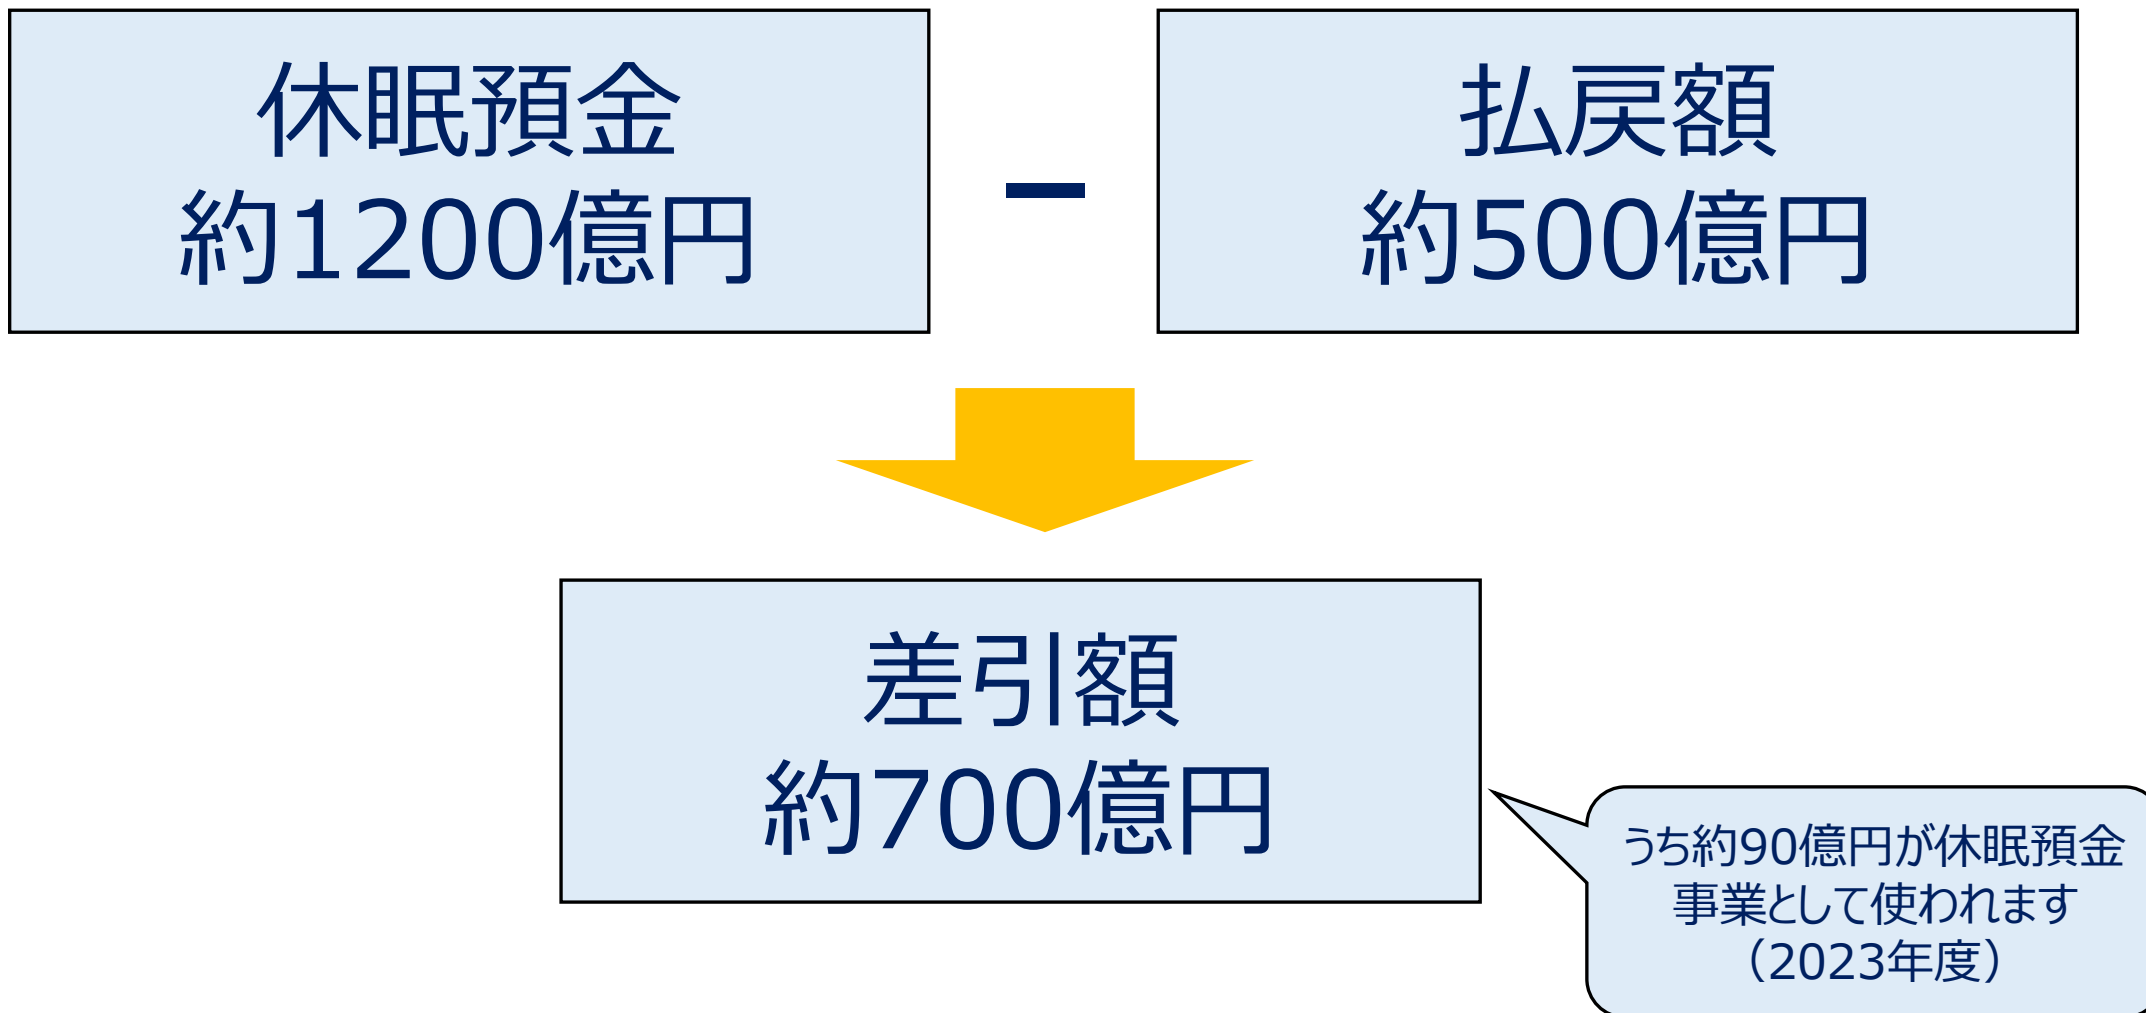 休眠預金
約1200億円
－
払戻額
約500億円
差引額
約700億円
うち約90億円が休眠預金
事業として使われます
（2023年度）